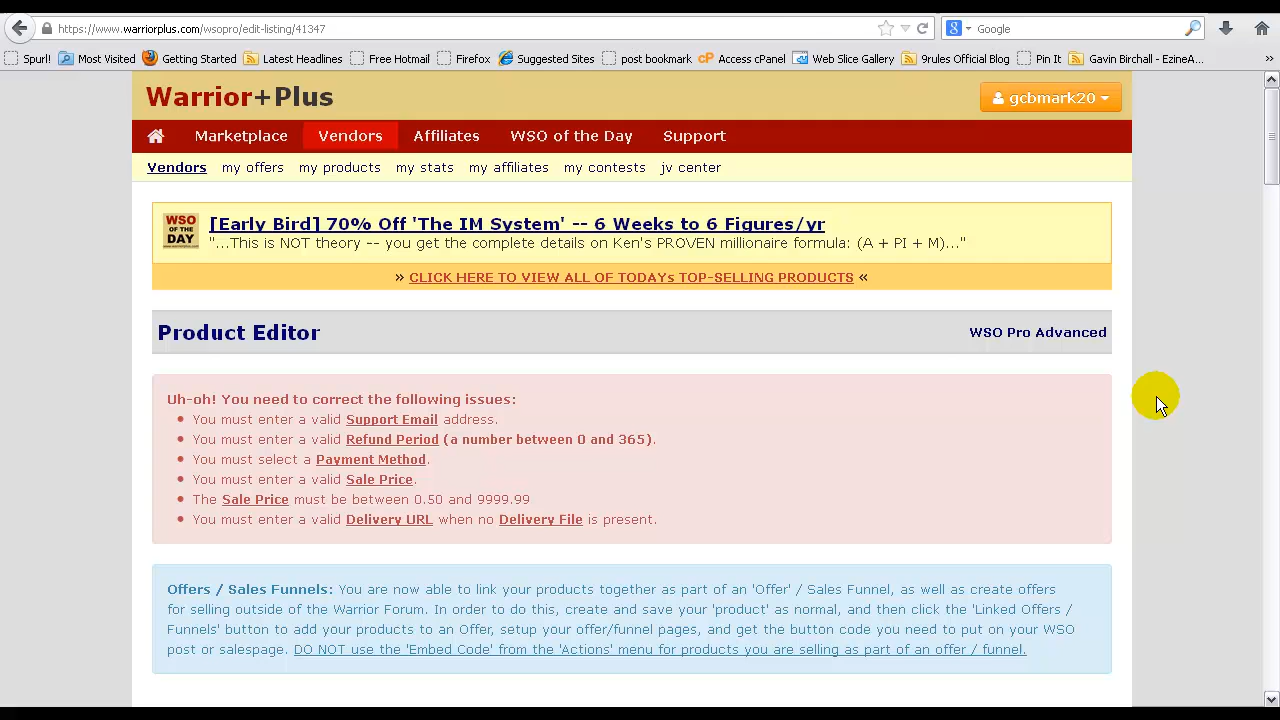 https://www.warriorplus.com/wsopro/edit-listing/41347
Google
Spurl!
Most Visited
Getting Started
Latest Headlines
Free Hotmail
Firefox
Suggested Sites
post bookmark
cP Access cPanel
Web Slice Gallery
9rules Official Blog
Pin It
Gavin Birchall - EzineA...
Warrior+Plus
gcbmark20
Marketplace
Vendors
Affiliates
WSO of the Day
Support
Vendors
my offers
my products
my stats
my affiliates
my contests
jv center
WSO
OF THE
DAY
[Early Bird] 70% Off 'The IM System' -- 6 Weeks to 6 Figures/yr
"...This is NOT theory -- you get the complete details on Ken's PROVEN millionaire formula: (A + PI + M)..."
» CLICK HERE TO VIEW ALL OF TODAYs TOP-SELLING PRODUCTS «
Product Editor
WSO Pro Advanced
Uh-oh! You need to correct the following issues:
• You must enter a valid Support Email address.
• You must enter a valid Refund Period (a number between 0 and 365).
• You must select a Payment Method.
• You must enter a valid Sale Price.
• The Sale Price must be between 0.50 and 9999.99
• You must enter a valid Delivery URL when no Delivery File is present.
Offers / Sales Funnels: You are now able to link your products together as part of an 'Offer' / Sales Funnel, as well as create offers
for selling outside of the Warrior Forum. In order to do this, create and save your 'product' as normal, and then click the 'Linked Offers /
Funnels' button to add your products to an Offer, setup your offer/funnel pages, and get the button code you need to put on your WSO
post or salespage. DO NOT use the 'Embed Code' from the 'Actions' menu for products you are selling as part of an offer / funnel.